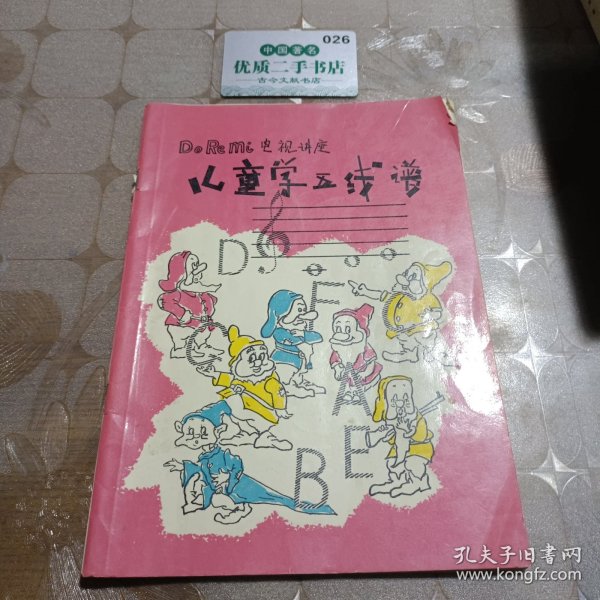 026
中国著名
优质二手书店
古今文献书店
DoReMi电视讲座
儿童学五线谱
D
F
C
G
A
B
E
孔夫子旧书网
www.kongfz.com